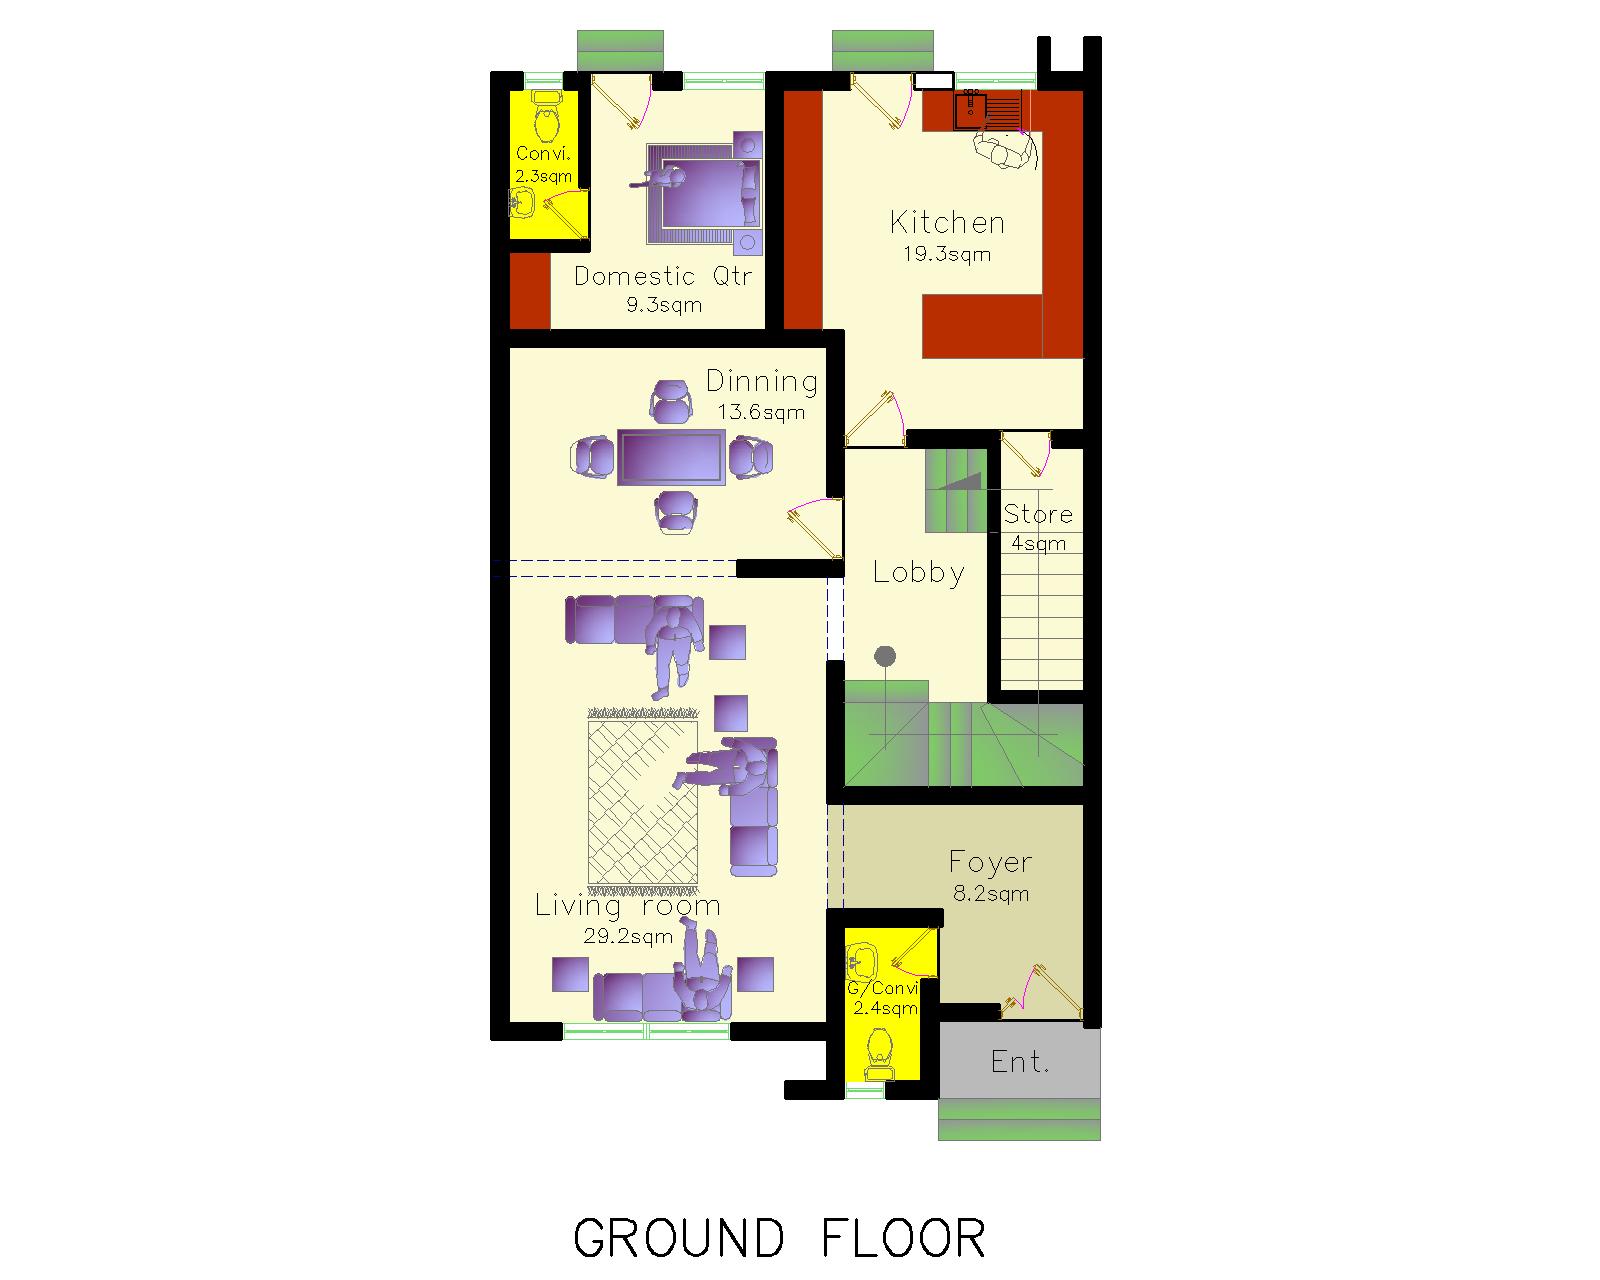 Convi.
2.3sqm
Domestic Qtr
9.3sqm
Kitchen
19.3sqm
Dinning
13.6sqm
Store
4sqm
Lobby
Foyer
8.2sqm
Living room
29.2sqm
G/Convi
2.4sqm
Ent.
GROUND FLOOR